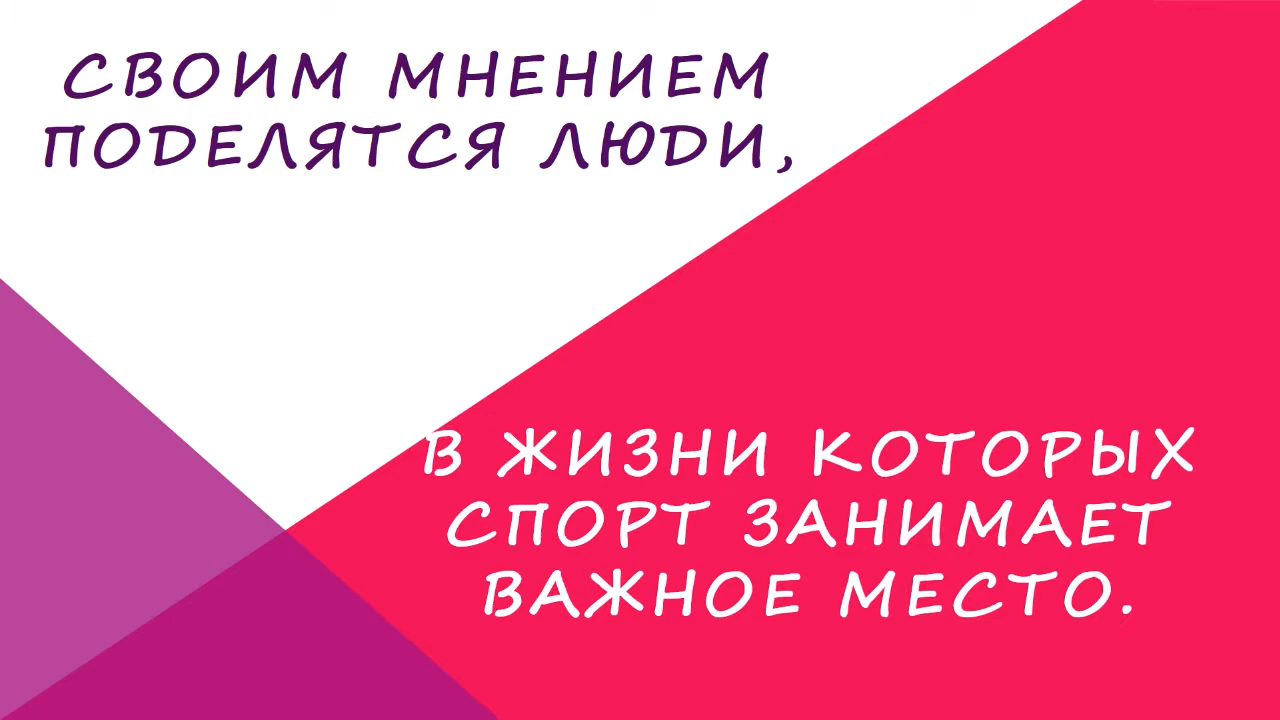 СВОИМ МНЕНИЕМ
ПОДЕЛЯТСЯ ЛЮДИ,
В ЖИЗНИ КОТОРЫХ
СПОРТ ЗАНИМАЕТ
ВАЖНОЕ МЕСТО.